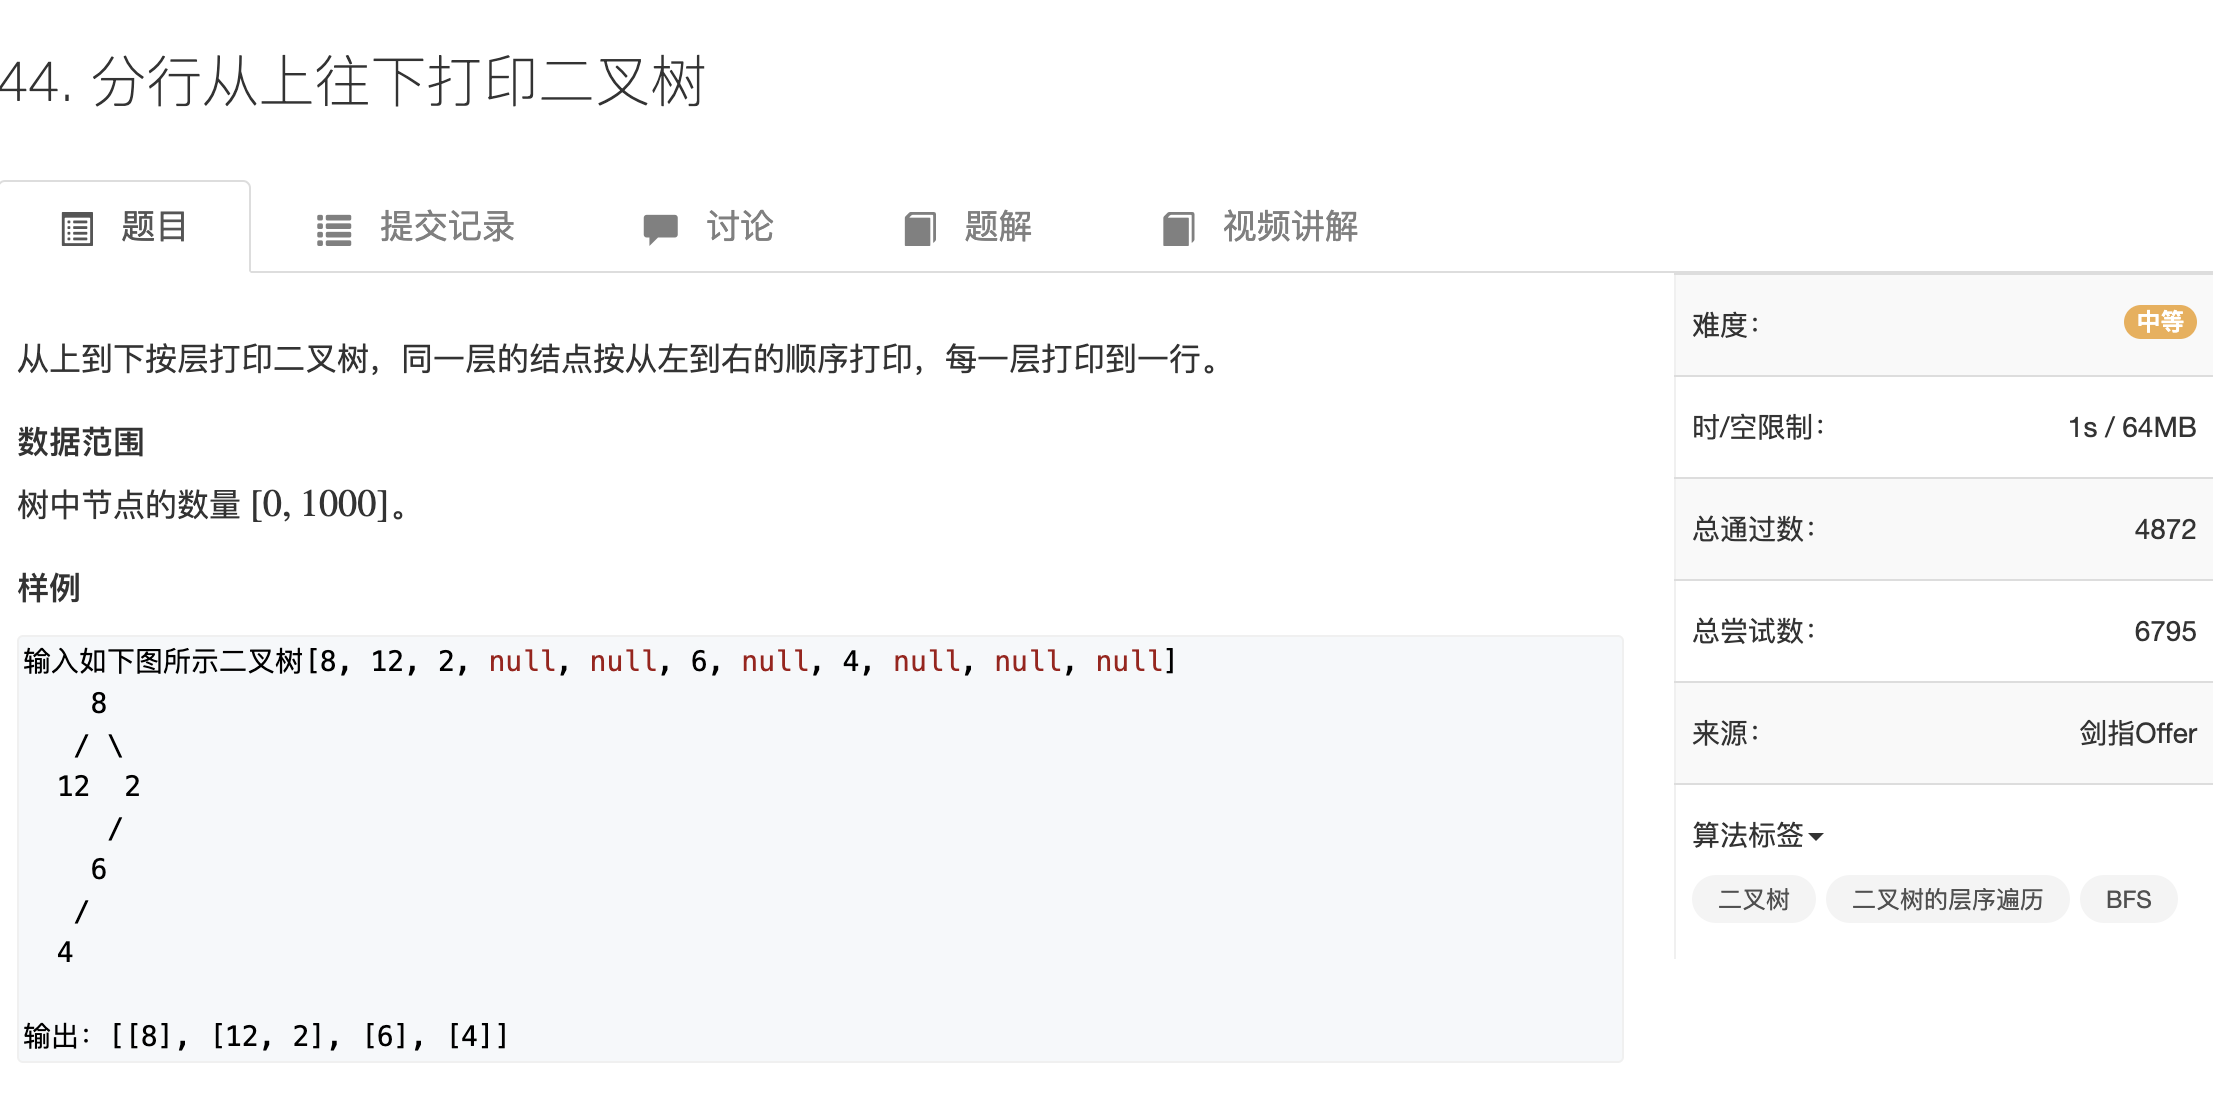 44. 分行从上往下打印二叉树
题目 提交记录 讨论 题解 视频讲解
从上到下按层打印二叉树，同一层的结点按从左到右的顺序打印，每一层打印到一行。
数据范围
树中节点的数量 [0, 1000]。
样例
输入如下图所示二叉树[8, 12, 2, null, null, 6, null, 4, null, null, null]
    8
   / \
  12  2
     /
    6
   /
  4
输出：[[8], [12, 2], [6], [4]]
难度： 中等
时/空限制： 1s / 64MB
总通过数： 4872
总尝试数： 6795
来源： 剑指Offer
算法标签
二叉树 二叉树的层序遍历 BFS